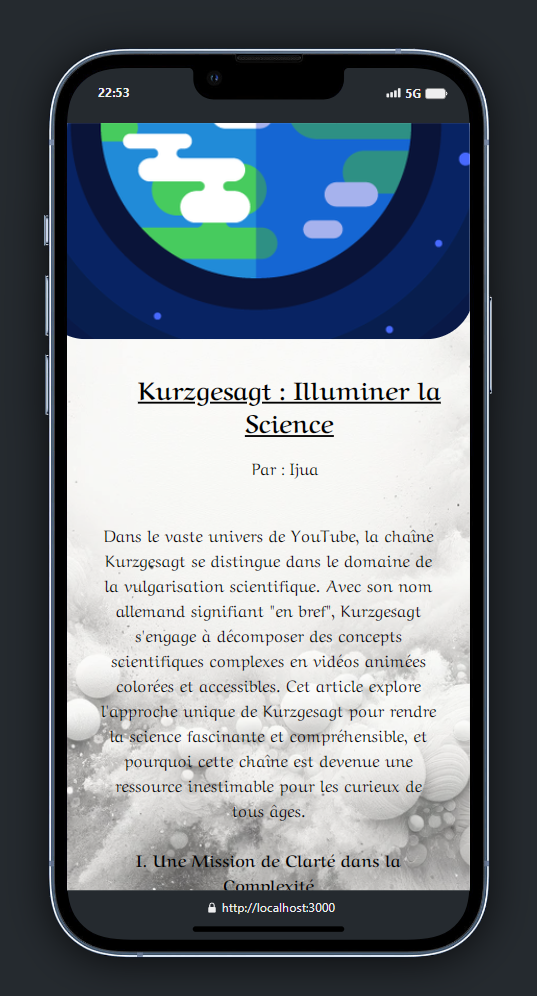 22:53
5G
Kurzgesagt : Illuminer la
Science
Par : Ijua
Dans le vaste univers de YouTube, la chaîne
Kurzgesagt se distingue dans le domaine de
la vulgarisation scientifique. Avec son nom
allemand signifiant "en bref", Kurzgesagt
s'engage à décomposer des concepts
scientifiques complexes en vidéos animées
colorées et accessibles. Cet article explore
l'approche unique de Kurzgesagt pour rendre
la science fascinante et compréhensible, et
pourquoi cette chaîne est devenue une
ressource inestimable pour les curieux de
tous âges.
I. Une Mission de Clarté dans la
Complexité
http://localhost:3000